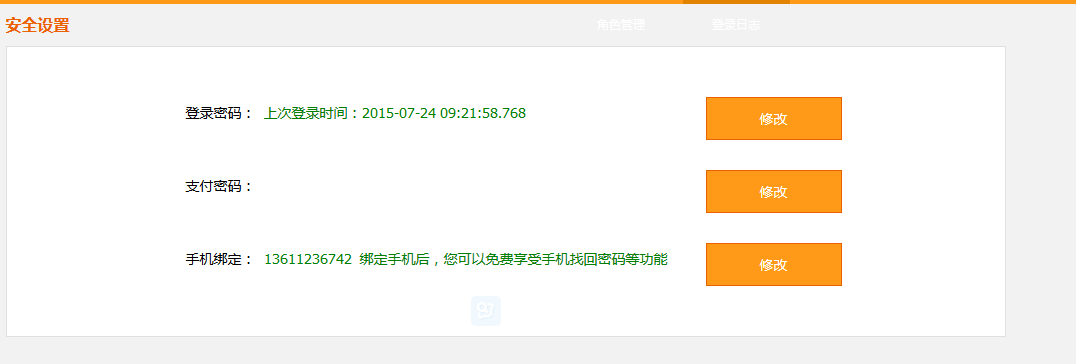 安全设置
角色管理 登录日志
登录密码： 上次登录时间：2015-07-24 09:21:58.768 修改
支付密码： 修改
手机绑定： 13611236742 绑定手机后，您可以免费享受手机找回密码等功能 修改